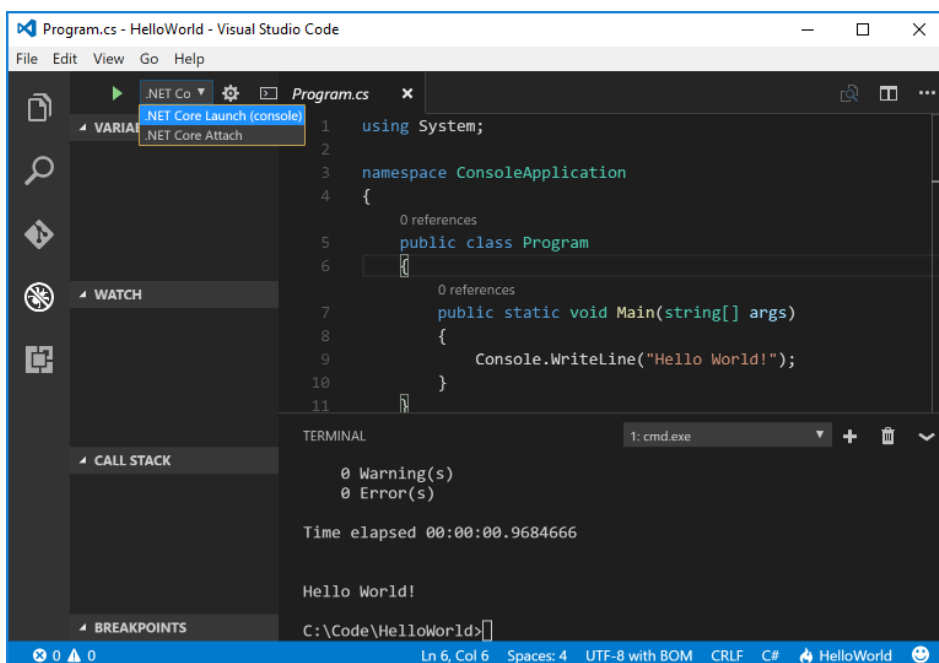 Program.cs - HelloWorld - Visual Studio Code
File Edit View Go Help
.NET Co
Program.cs
.NET Core Launch (console)
.NET Core Attach
VARIA
WATCH
CALL STACK
BREAKPOINTS
1 using System;
2
3 namespace ConsoleApplication
4 {
0 references
5 public class Program
6 {
0 references
7 public static void Main(string[] args)
8 {
9 Console.WriteLine("Hello World!");
10 }
11 }
TERMINAL
1: cmd.exe
0 Warning(s)
0 Error(s)
Time elapsed 00:00:00.9684666
Hello World!
C:\Code\HelloWorld>
0 0 Ln 6, Col 6 Spaces: 4 UTF-8 with BOM CRLF C# HelloWorld